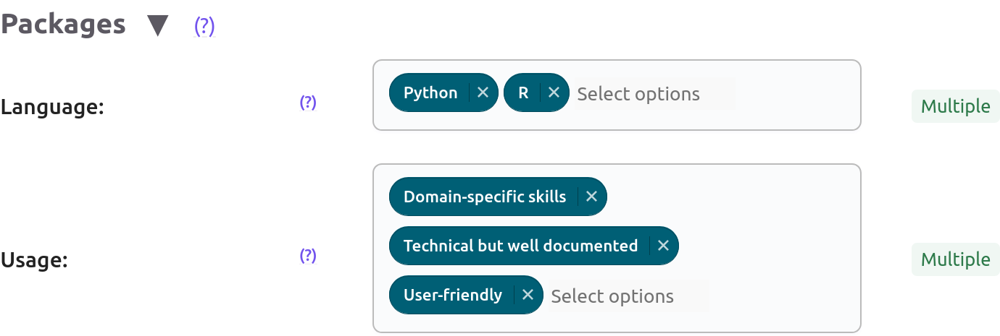 Packages ▼ (?)
Language: (?) Python × R × Select options Multiple
Domain-specific skills ×
Technical but well documented ×
Usage: (?) User-friendly × Select options Multiple